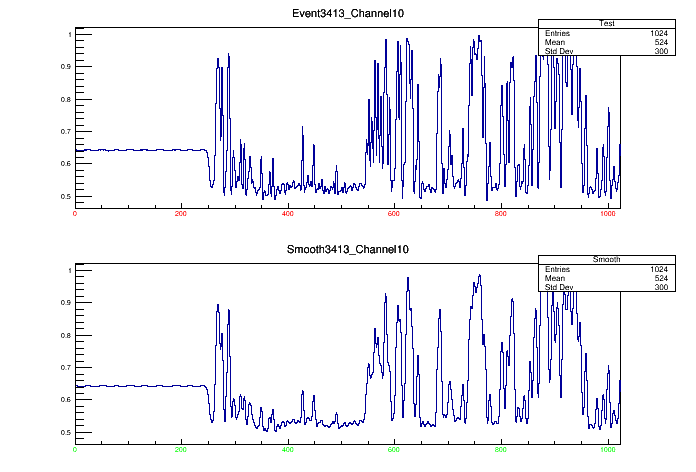 Event3413_Channel10
Test
Entries 1024
Mean 524
Std Dev 300
1
0.9
0.8
0.7
0.6
0.5
0 200 400 600 800 1000
Smooth3413_Channel10
Smooth
Entries 1024
Mean 524
Std Dev 300
1
0.9
0.8
0.7
0.6
0.5
0 200 400 600 800 1000